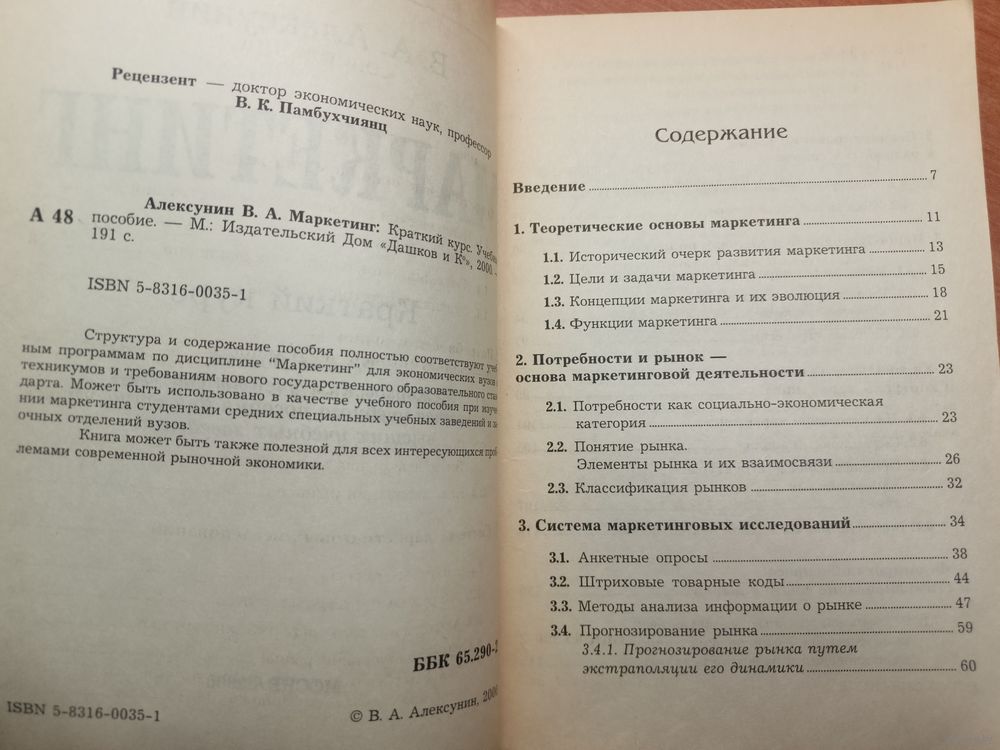 Рецензент — доктор экономических наук, профессор
В. К. Памбухчиянц
Алексунин В. А. Маркетинг: Краткий курс.
А 48
пособие. — М.: Издательский Дом «Дашков и К°», 2000
191 с.
ISBN 5-8316-0035-1
Структура и содержание пособия полностью соответствуют
ным программам по дисциплине "Маркетинг" для экономических вузов
техникумов и требованиям нового государственного образовательного
дарта. Может быть использовано в качестве учебного пособия при
нии маркетинга студентами средних специальных учебных заведений и
очных отделений вузов.
Книга может быть также полезной для всех интересующихся
лемами современной рыночной экономики.
ББК 65.290-2
ISBN 5-8316-0035-1
© В. А. Алексунин, 2000
Содержание
Введение 7
1. Теоретические основы маркетинга 11
1.1. Исторический очерк развития маркетинга 13
1.2. Цели и задачи маркетинга 15
1.3. Концепции маркетинга и их эволюция 18
1.4. Функции маркетинга 21
2. Потребности и рынок —
основа маркетинговой деятельности 23
2.1. Потребности как социально-экономическая
категория 23
2.2. Понятие рынка.
Элементы рынка и их взаимосвязи 26
2.3. Классификация рынков 32
3. Система маркетинговых исследований 34
3.1. Анкетные опросы 38
3.2. Штриховые товарные коды 44
3.3. Методы анализа информации о рынке 47
3.4. Прогнозирование рынка 59
3.4.1. Прогнозирование рынка путем
экстраполяции его динамики 60